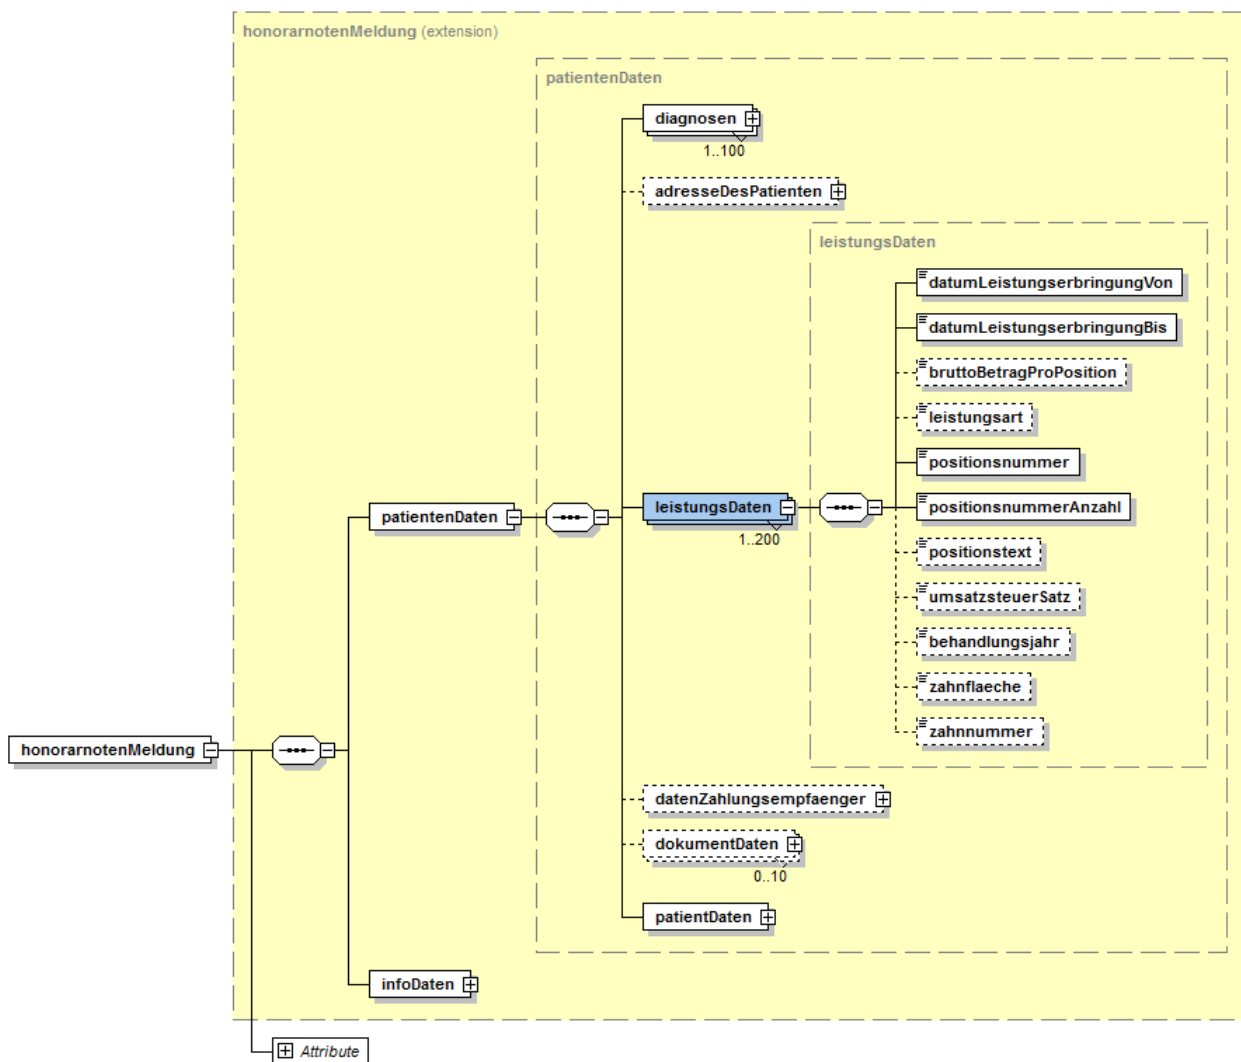 honorarnotenMeldung (extension)
patientenDaten
diagnosen
1..100
adresseDesPatienten
leistungsDaten
datumLeistungserbringungVon
datumLeistungserbringungBis
bruttoBetragProPosition
leistungsart
positionsnummer
patientenDaten
leistungsDaten
positionsnummerAnzahl
1..200
positionstext
umsatzsteuerSatz
behandlungsjahr
zahnflaeche
zahnnummer
honorarnotenMeldung
datenZahlungsempfaenger
dokumentDaten
0..10
patientDaten
infoDaten
Attribute